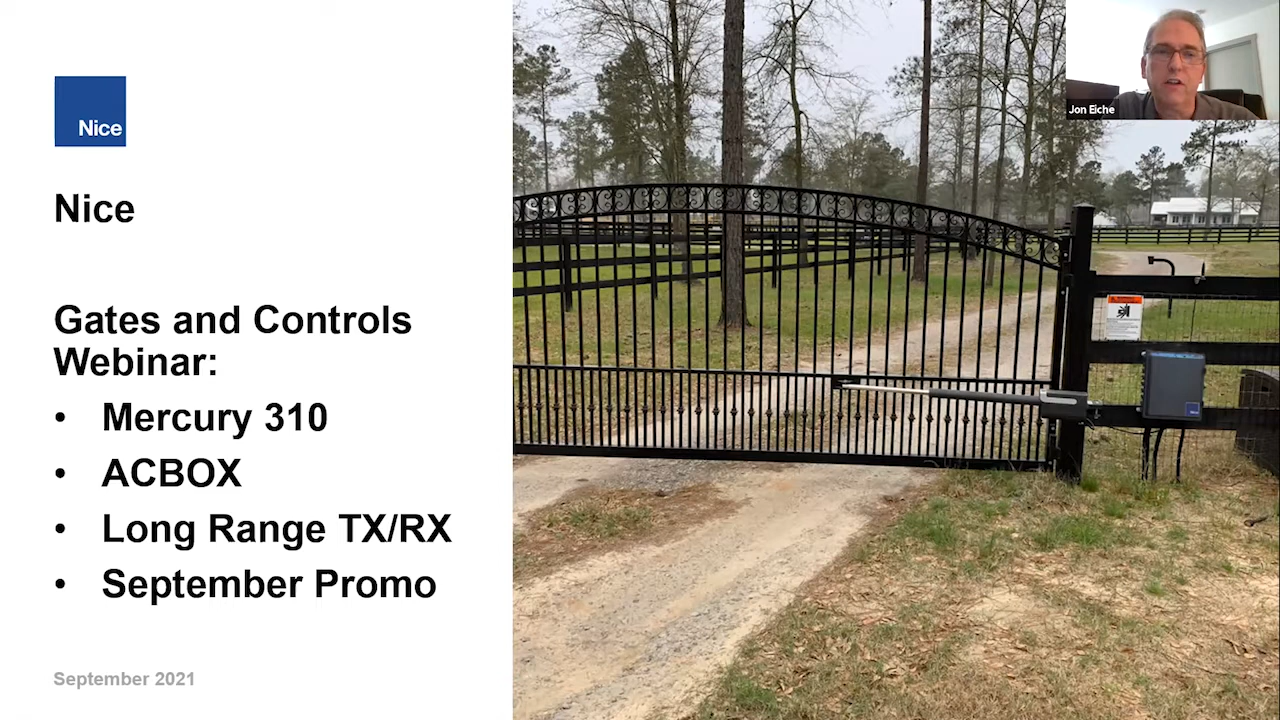 Nice
Nice
Gates and Controls
Webinar:
• Mercury 310
• ACBOX
• Long Range TX/RX
• September Promo
September 2021
Jon Eiche